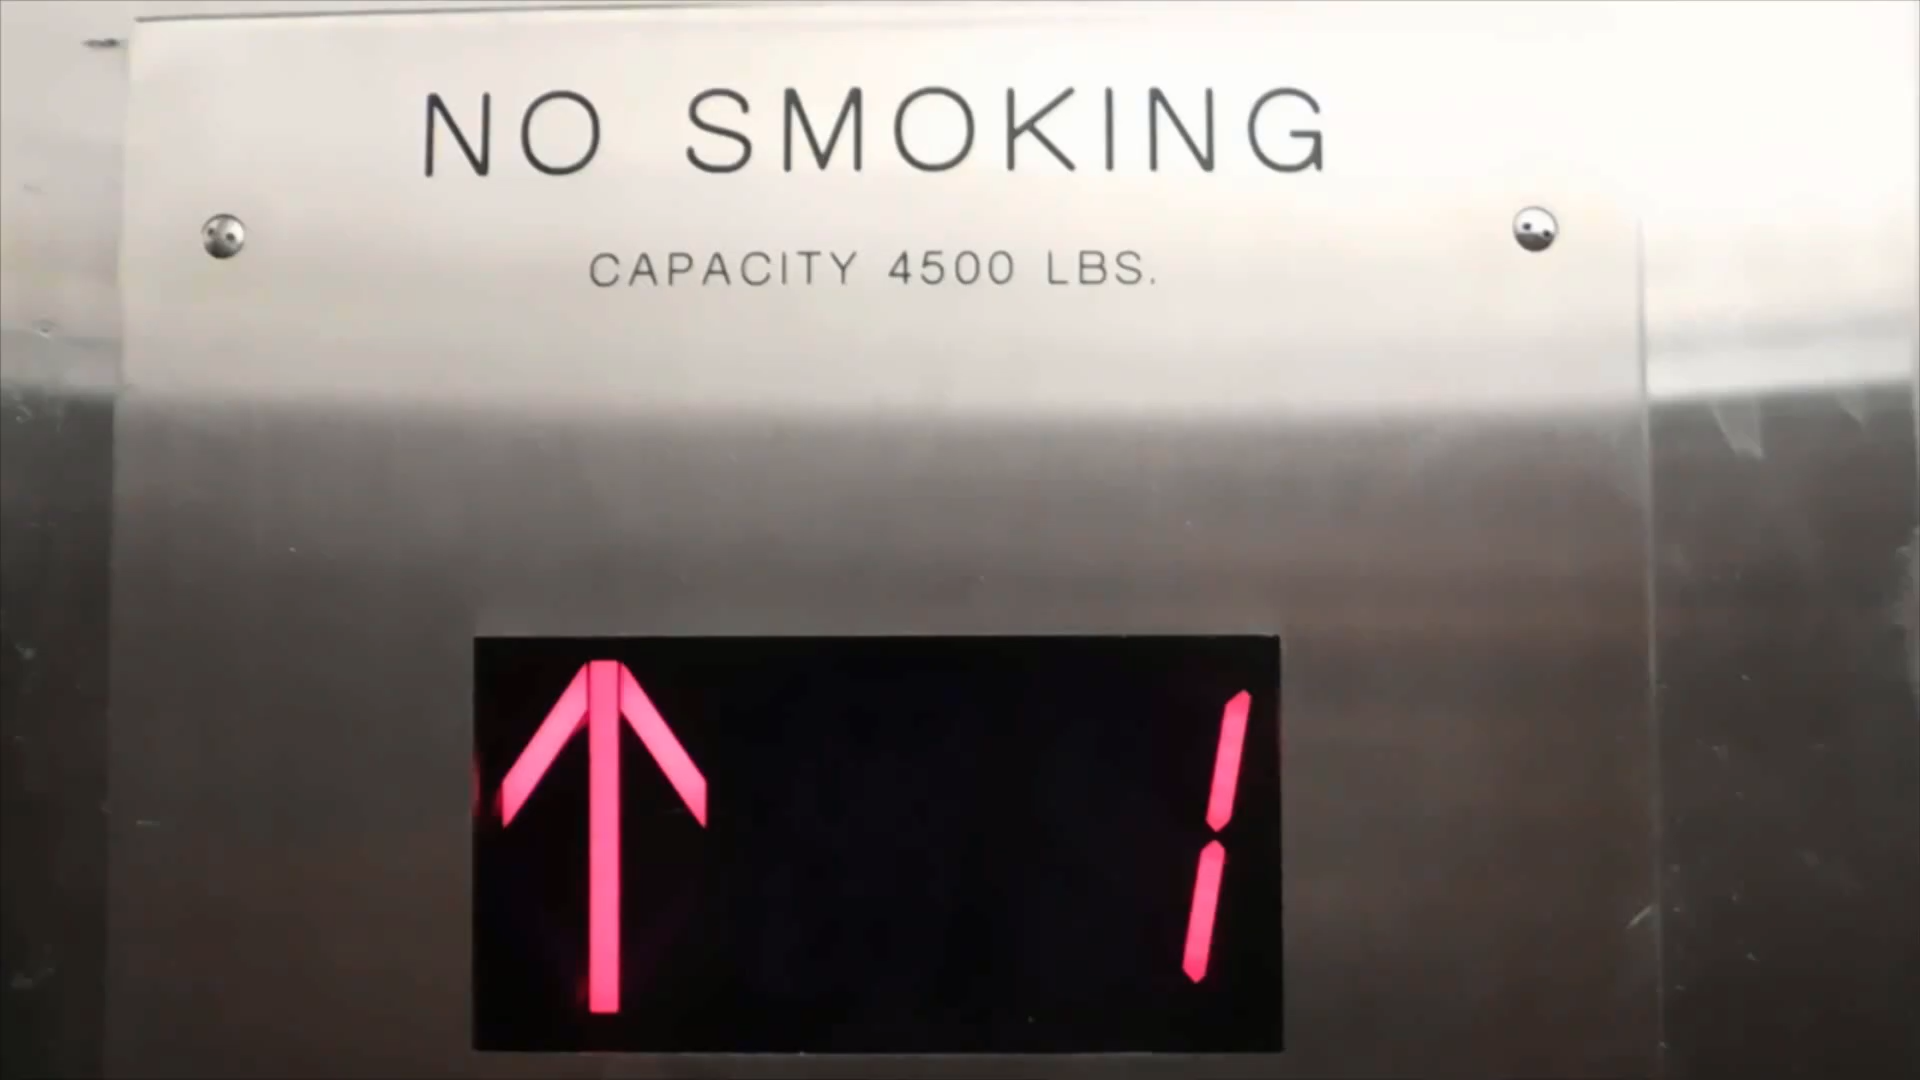 NO SMOKING
CAPACITY 4500 LBS.
↑ 1